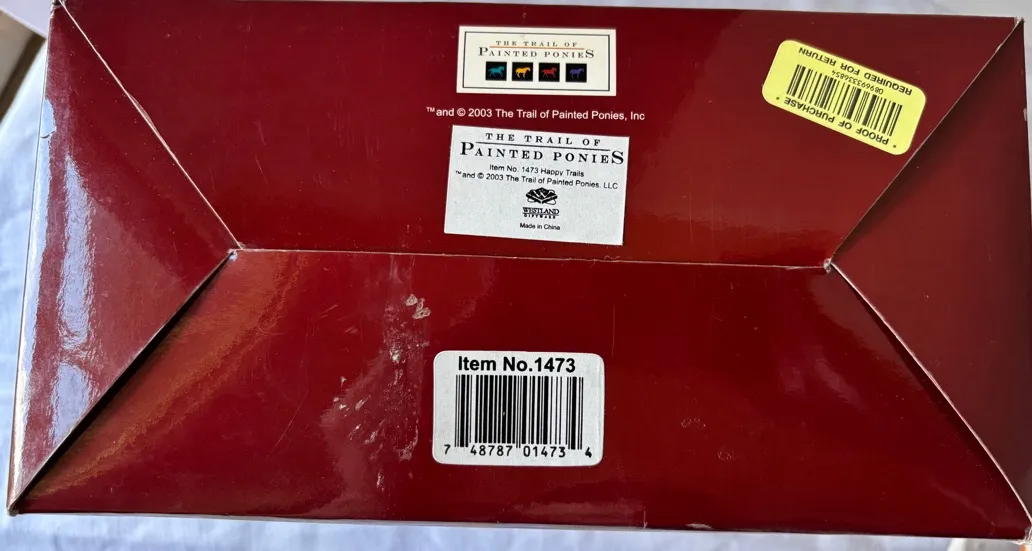 THE TRAIL OF
PAINTED PONIES
™and © 2003 The Trail of Painted Ponies, Inc
THE TRAIL OF
PAINTED PONIES
Item No. 1473 Happy Trails
™and © 2003 The Trail of Painted Ponies. LLC
WESTLAND
GIFTWARE
Made in China
* PROOF OF PURCHASE *
08969336854
REQUIRED FOR RETURN
Item No.1473
7 48787 01473 4